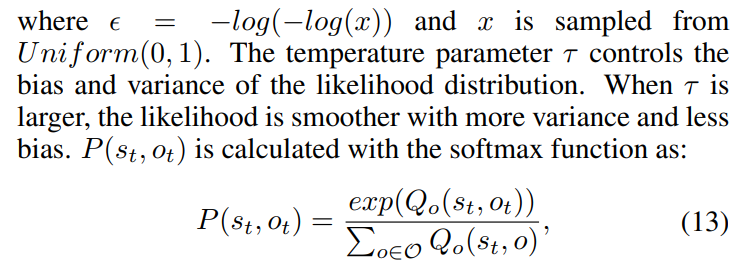 where ϵ = −log(−log(x)) and x is sampled from
Uniform(0, 1). The temperature parameter τ controls the
bias and variance of the likelihood distribution. When τ is
larger, the likelihood is smoother with more variance and less
bias. P(s_t, o_t) is calculated with the softmax function as:
P(s_t, o_t) = exp(Q_o(s_t, o_t)) / ∑_{o∈𝒪} Q_o(s_t, o), (13)